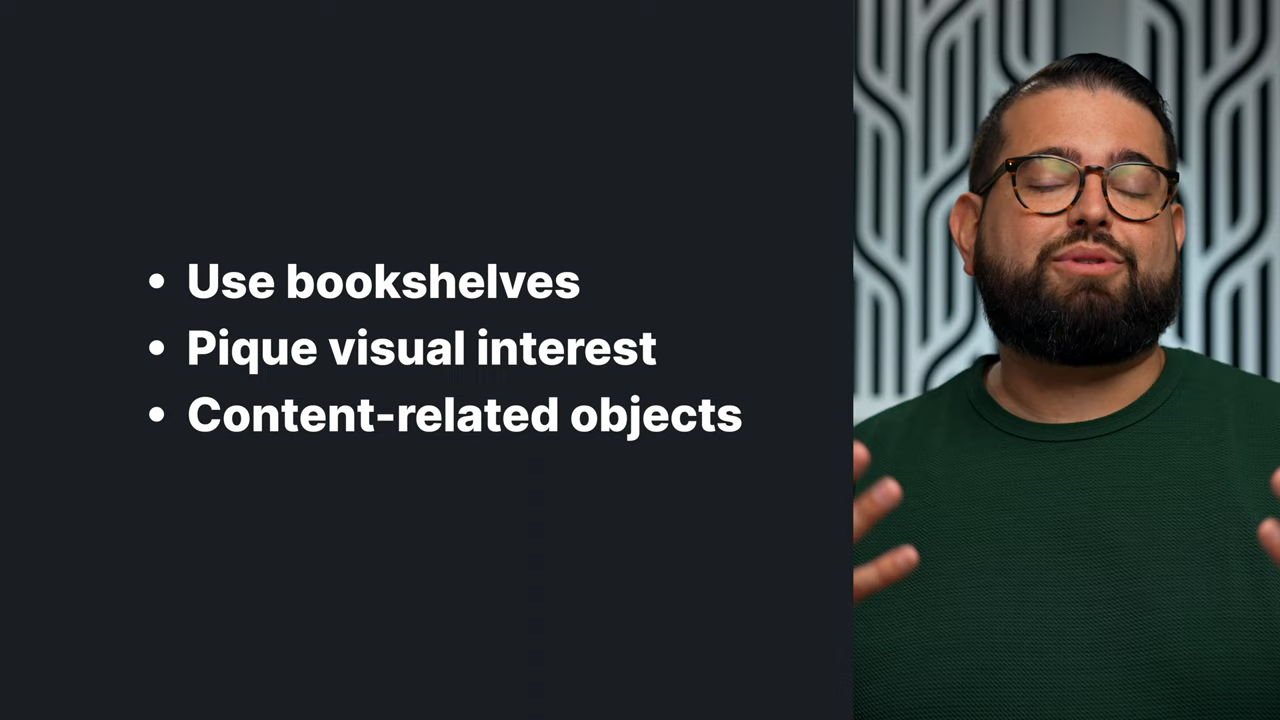 • Use bookshelves
• Pique visual interest
• Content-related objects